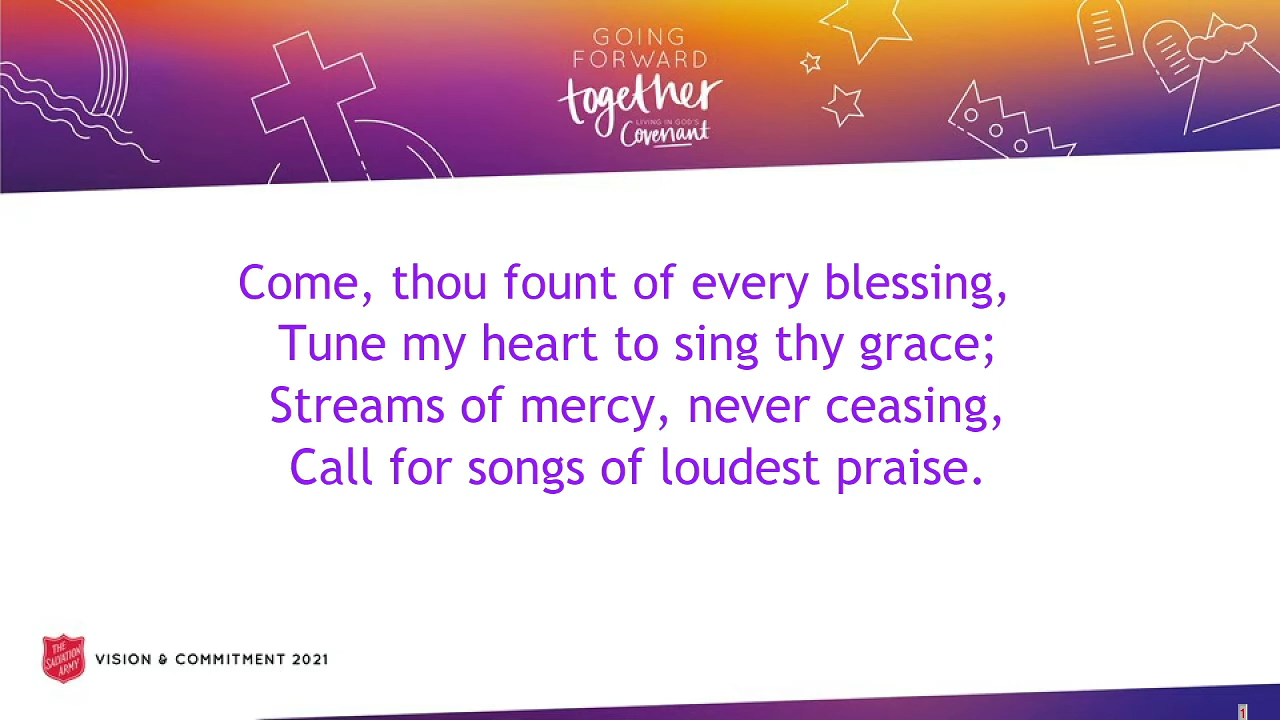 GOING
FORWARD
together
LIVING IN GOD'S
Covenant
Come, thou fount of every blessing,
Tune my heart to sing thy grace;
Streams of mercy, never ceasing,
Call for songs of loudest praise.
THE
SALVATION
ARMY
VISION & COMMITMENT 2021
1